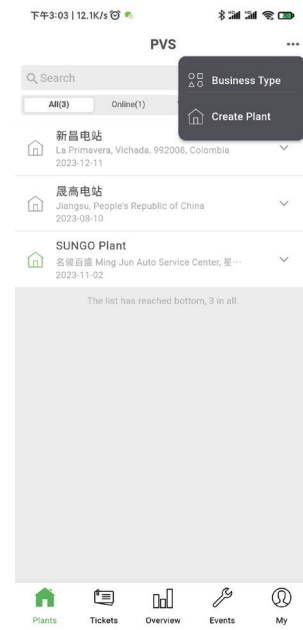 下午3:03 | 12.1K/s
PVS
Search
Business Type
All(3)
Online(1)
Create Plant
新昌电站
La Primavera, Vichada, 992008, Colombia
2023-12-11
晟高电站
Jiangsu, People's Republic of China
2023-08-10
SUNGO Plant
名骏百盛 Ming Jun Auto Service Center, 星…
2023-11-02
The list has reached bottom, 3 in all.
Plants
Tickets
Overview
Events
My